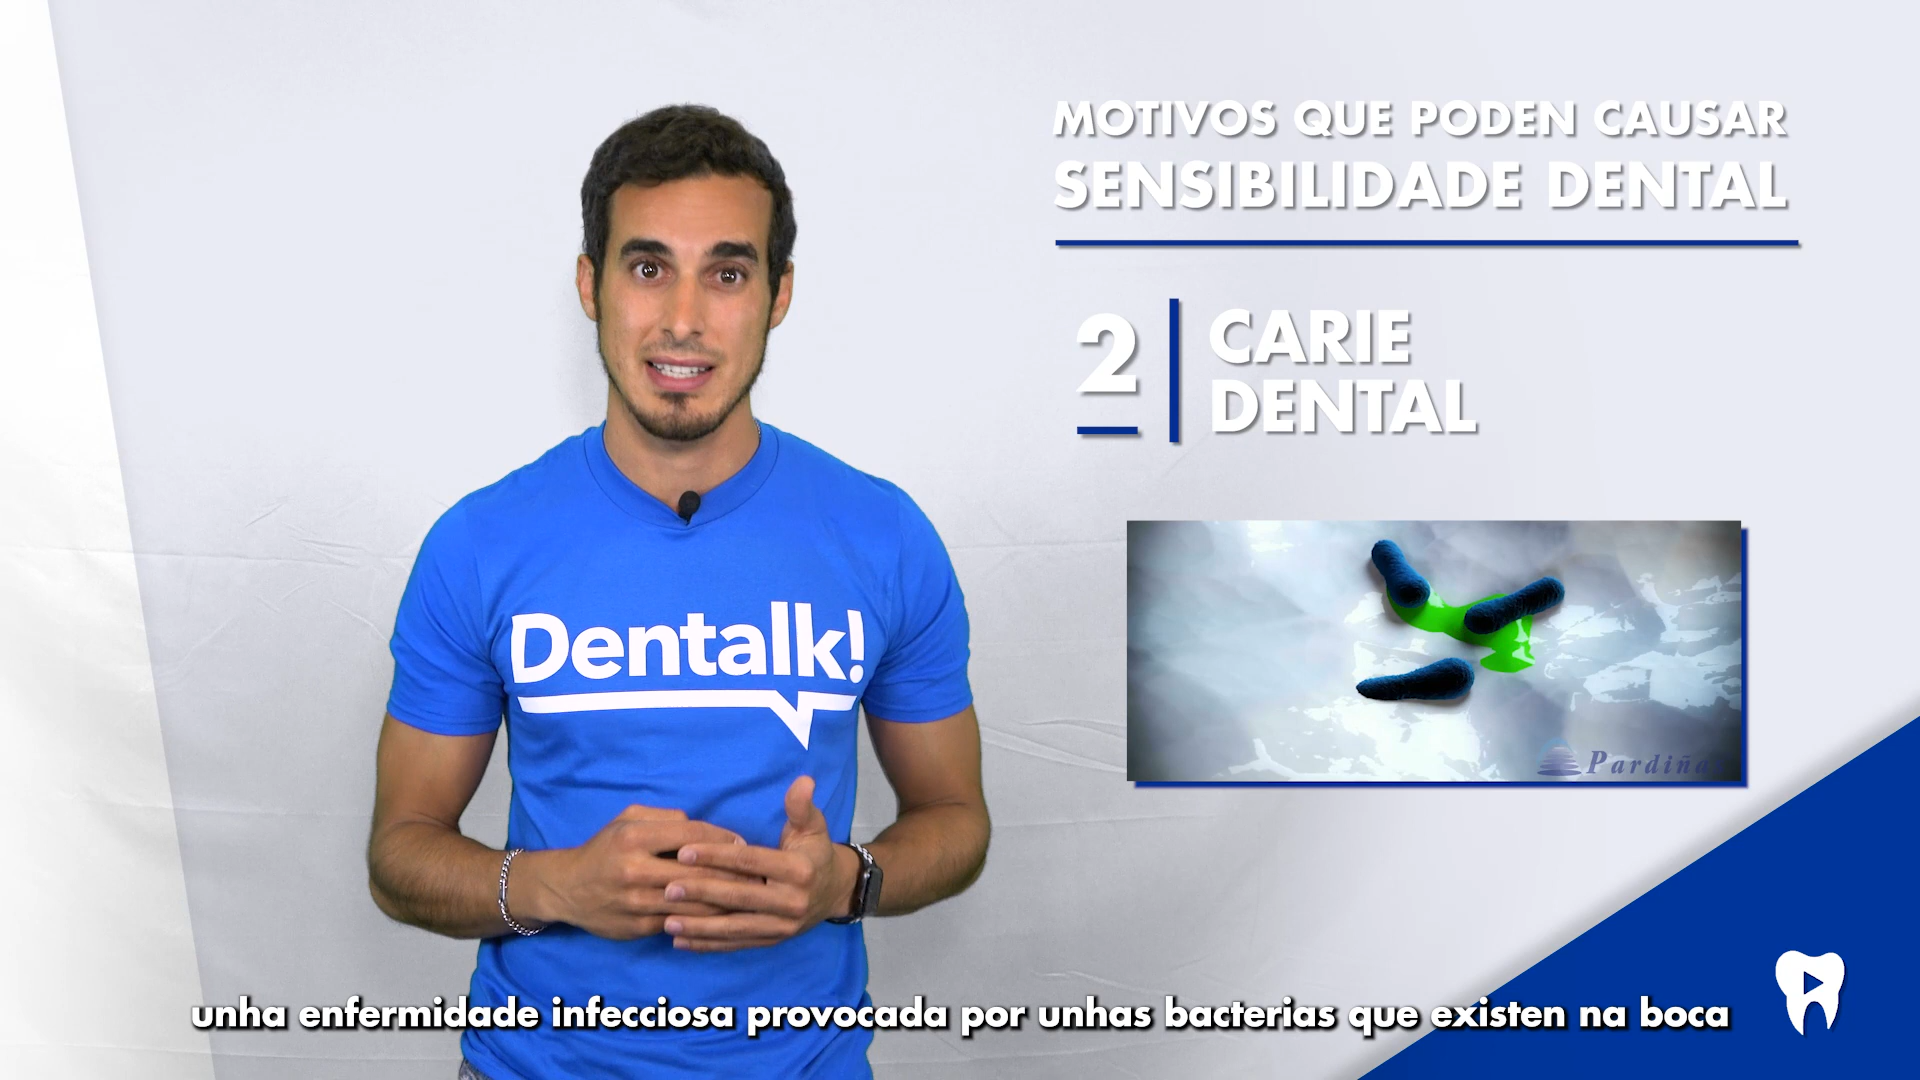 MOTIVOS QUE PODEN CAUSAR
SENSIBILIDADE DENTAL
2
CARIE
DENTAL
Dentalk!
unha enfermidade infecciosa provocada por unhas bacterias que existen na boca